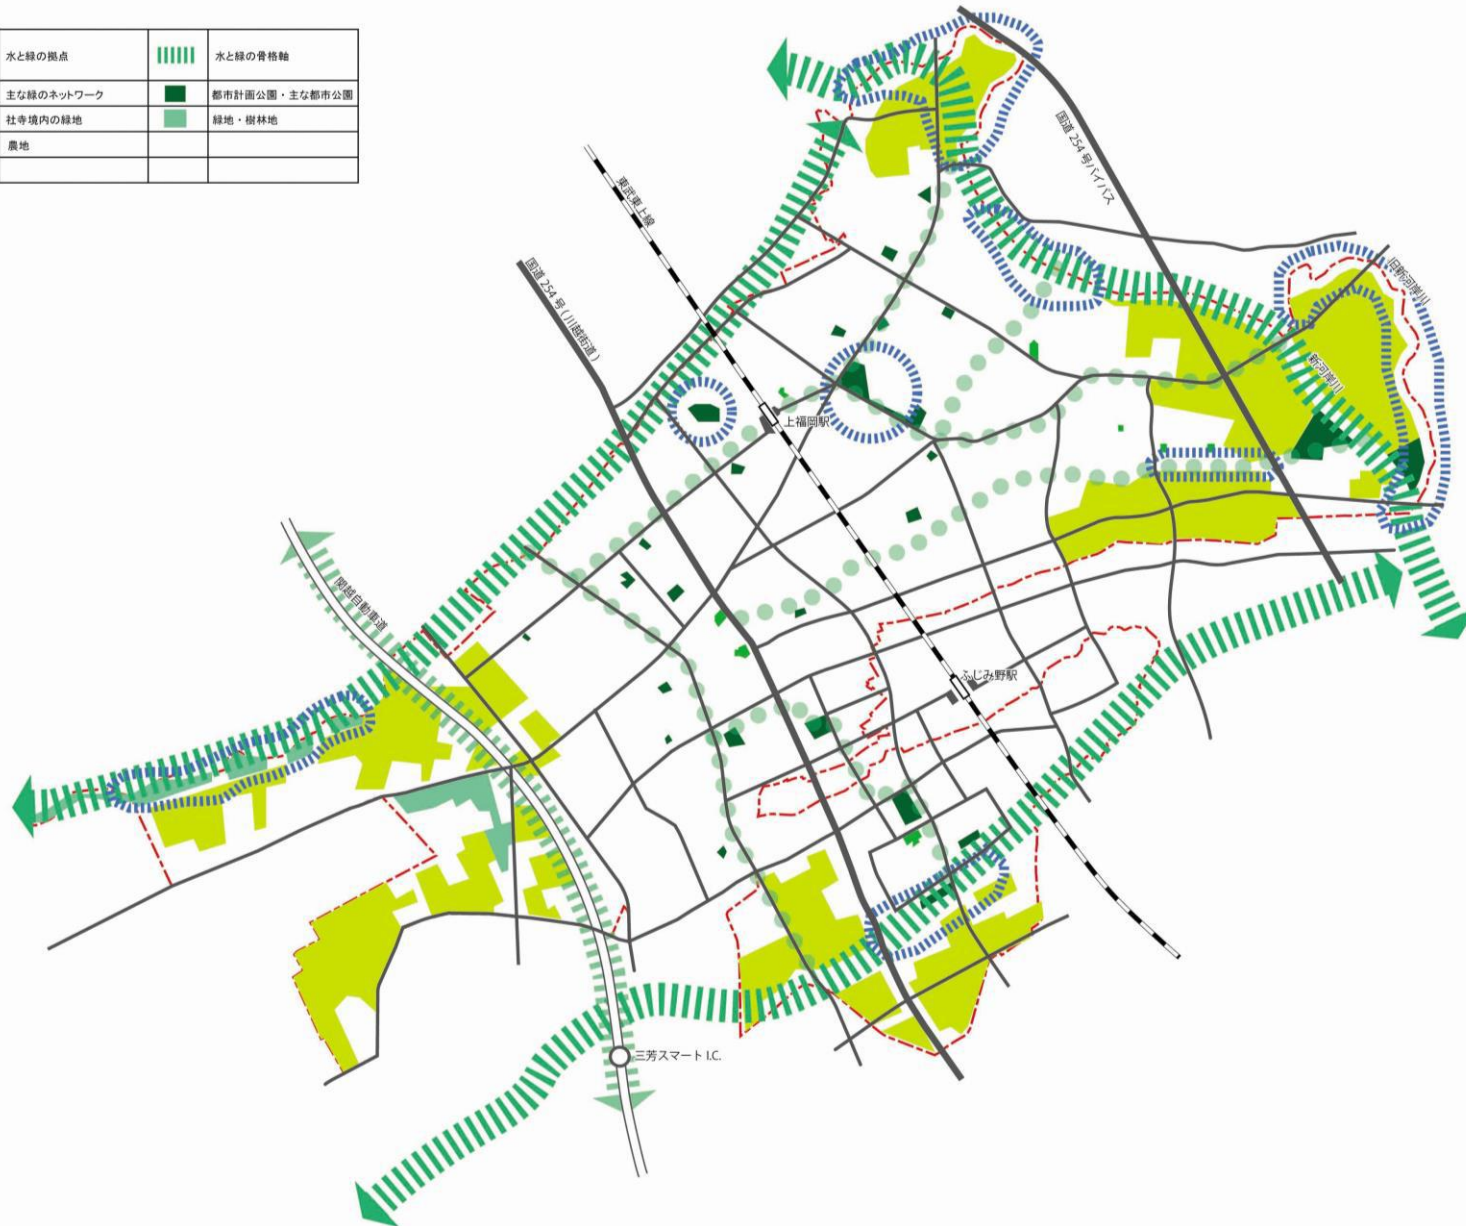 水と緑の拠点
水と緑の骨格軸
主な緑のネットワーク
都市計画公園・主な都市公園
社寺境内の緑地
緑地・樹林地
農地
国道254号バイパス
東武東上線
国道254号（川越街道）
旧新河岸川
新河岸川
上福岡駅
関越自動車道
ふじみ野駅
三芳スマートI.C.